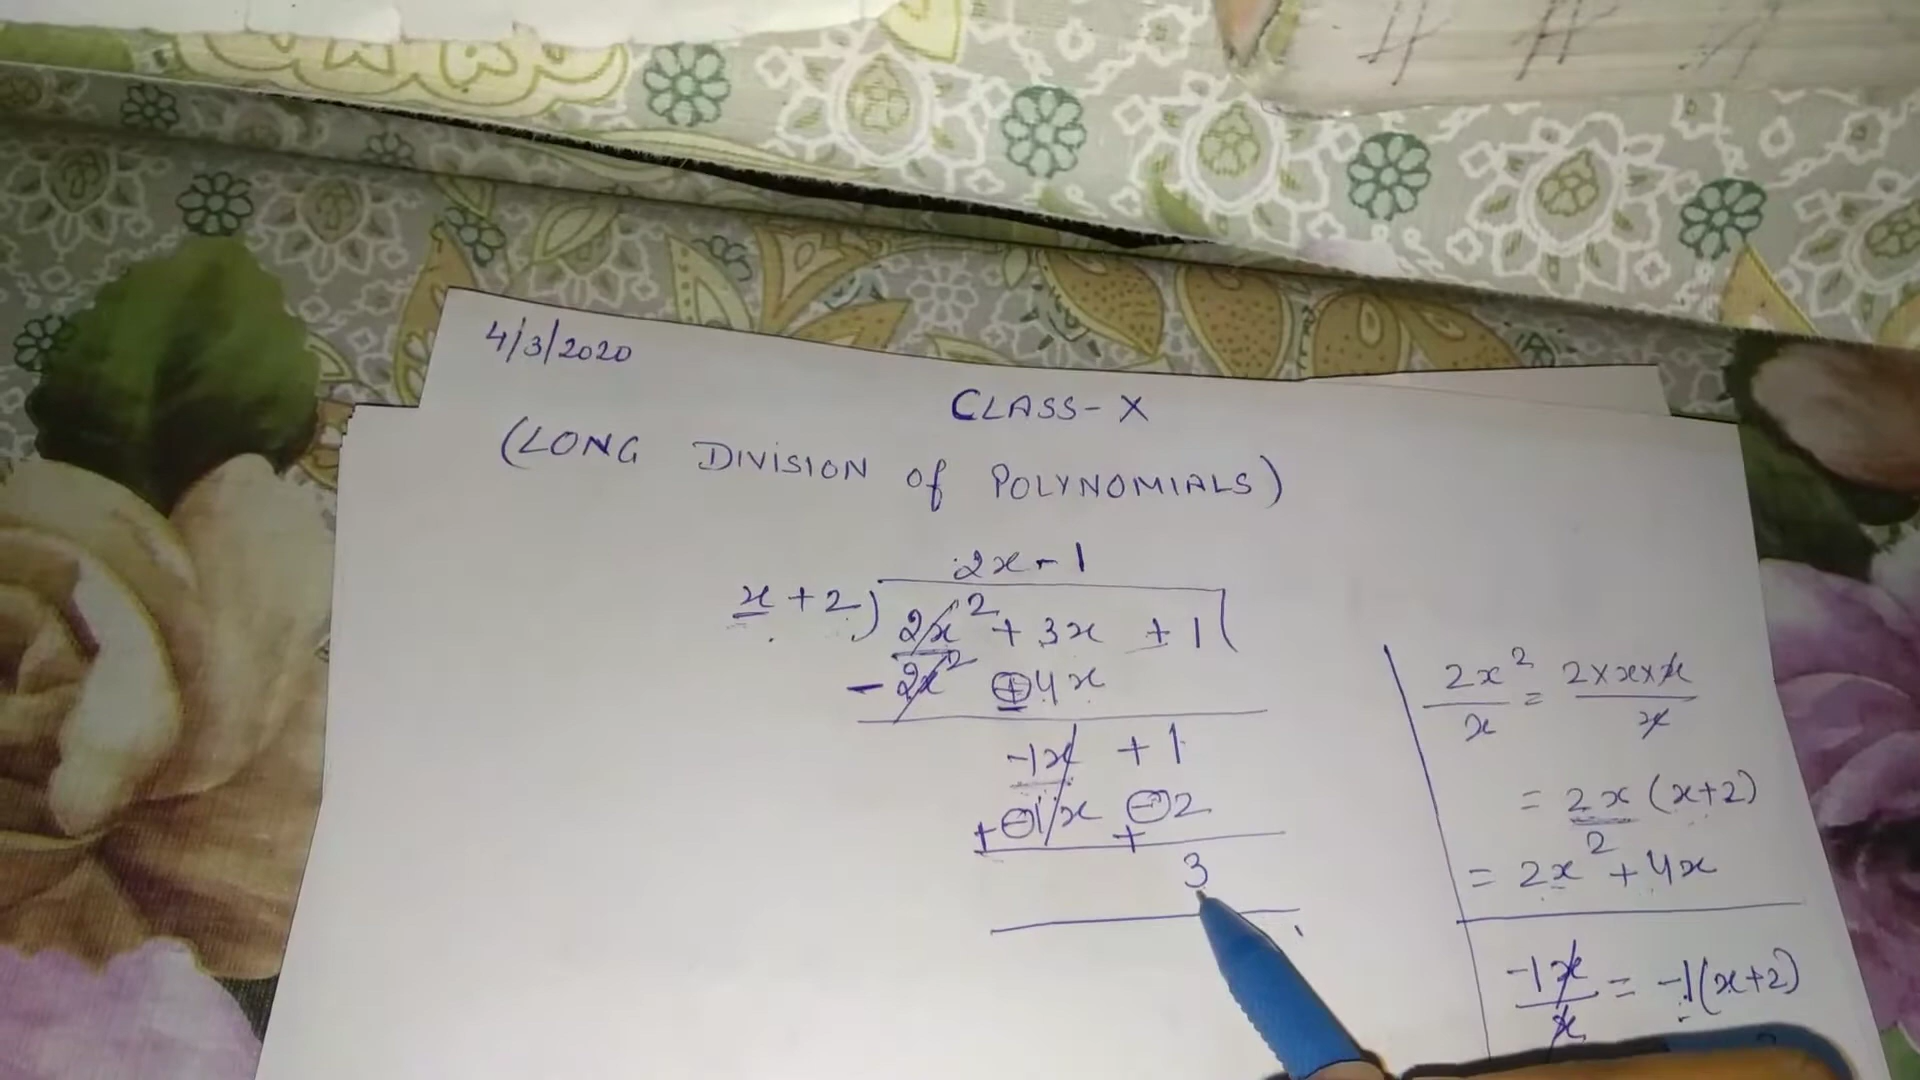 4/3/2020
CLASS-X
(LONG DIVISION of POLYNOMIALS)
2x-1
x+2) 2x²+3x+1(
-2x² ⊕4x
-1x +1
+⊖1x ⊖2
+
3
2x²/x = 2×x×x/x
= 2x(x+2)
= 2x²+4x
-1x/x = -1(x+2)